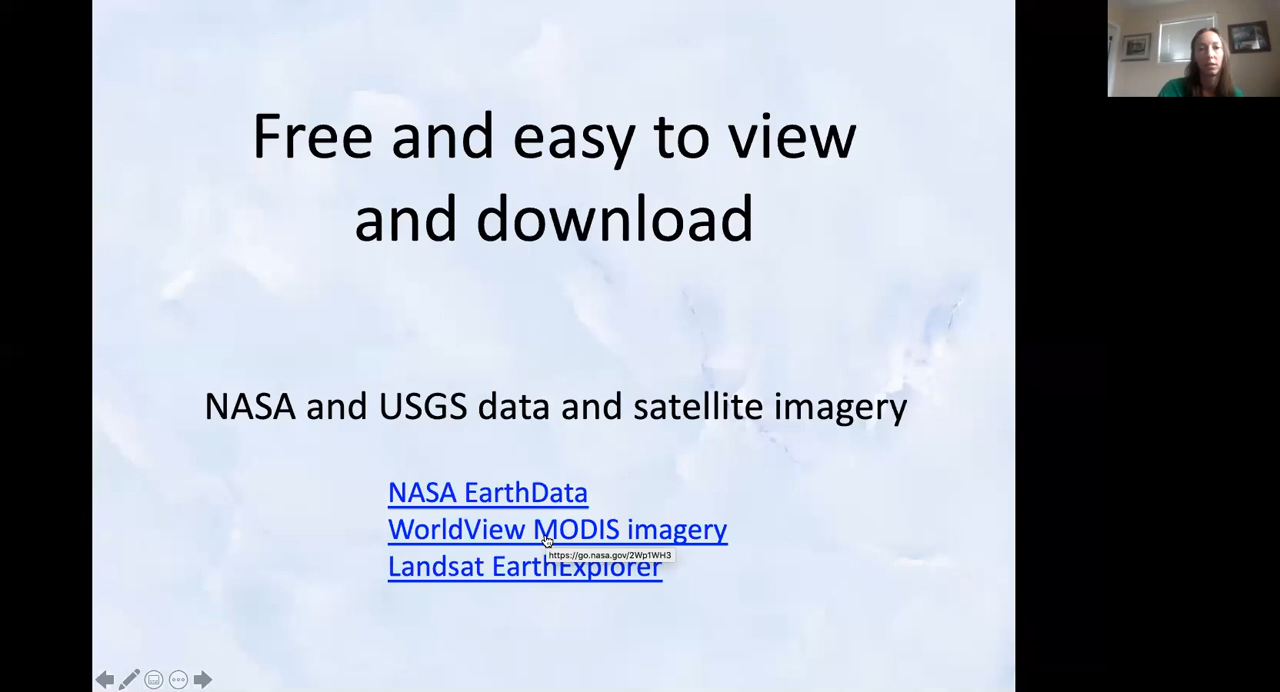 Free and easy to view
and download
NASA and USGS data and satellite imagery
NASA EarthData
WorldView MODIS imagery
https://go.nasa.gov/2Wp1WH3
Landsat EarthExplorer